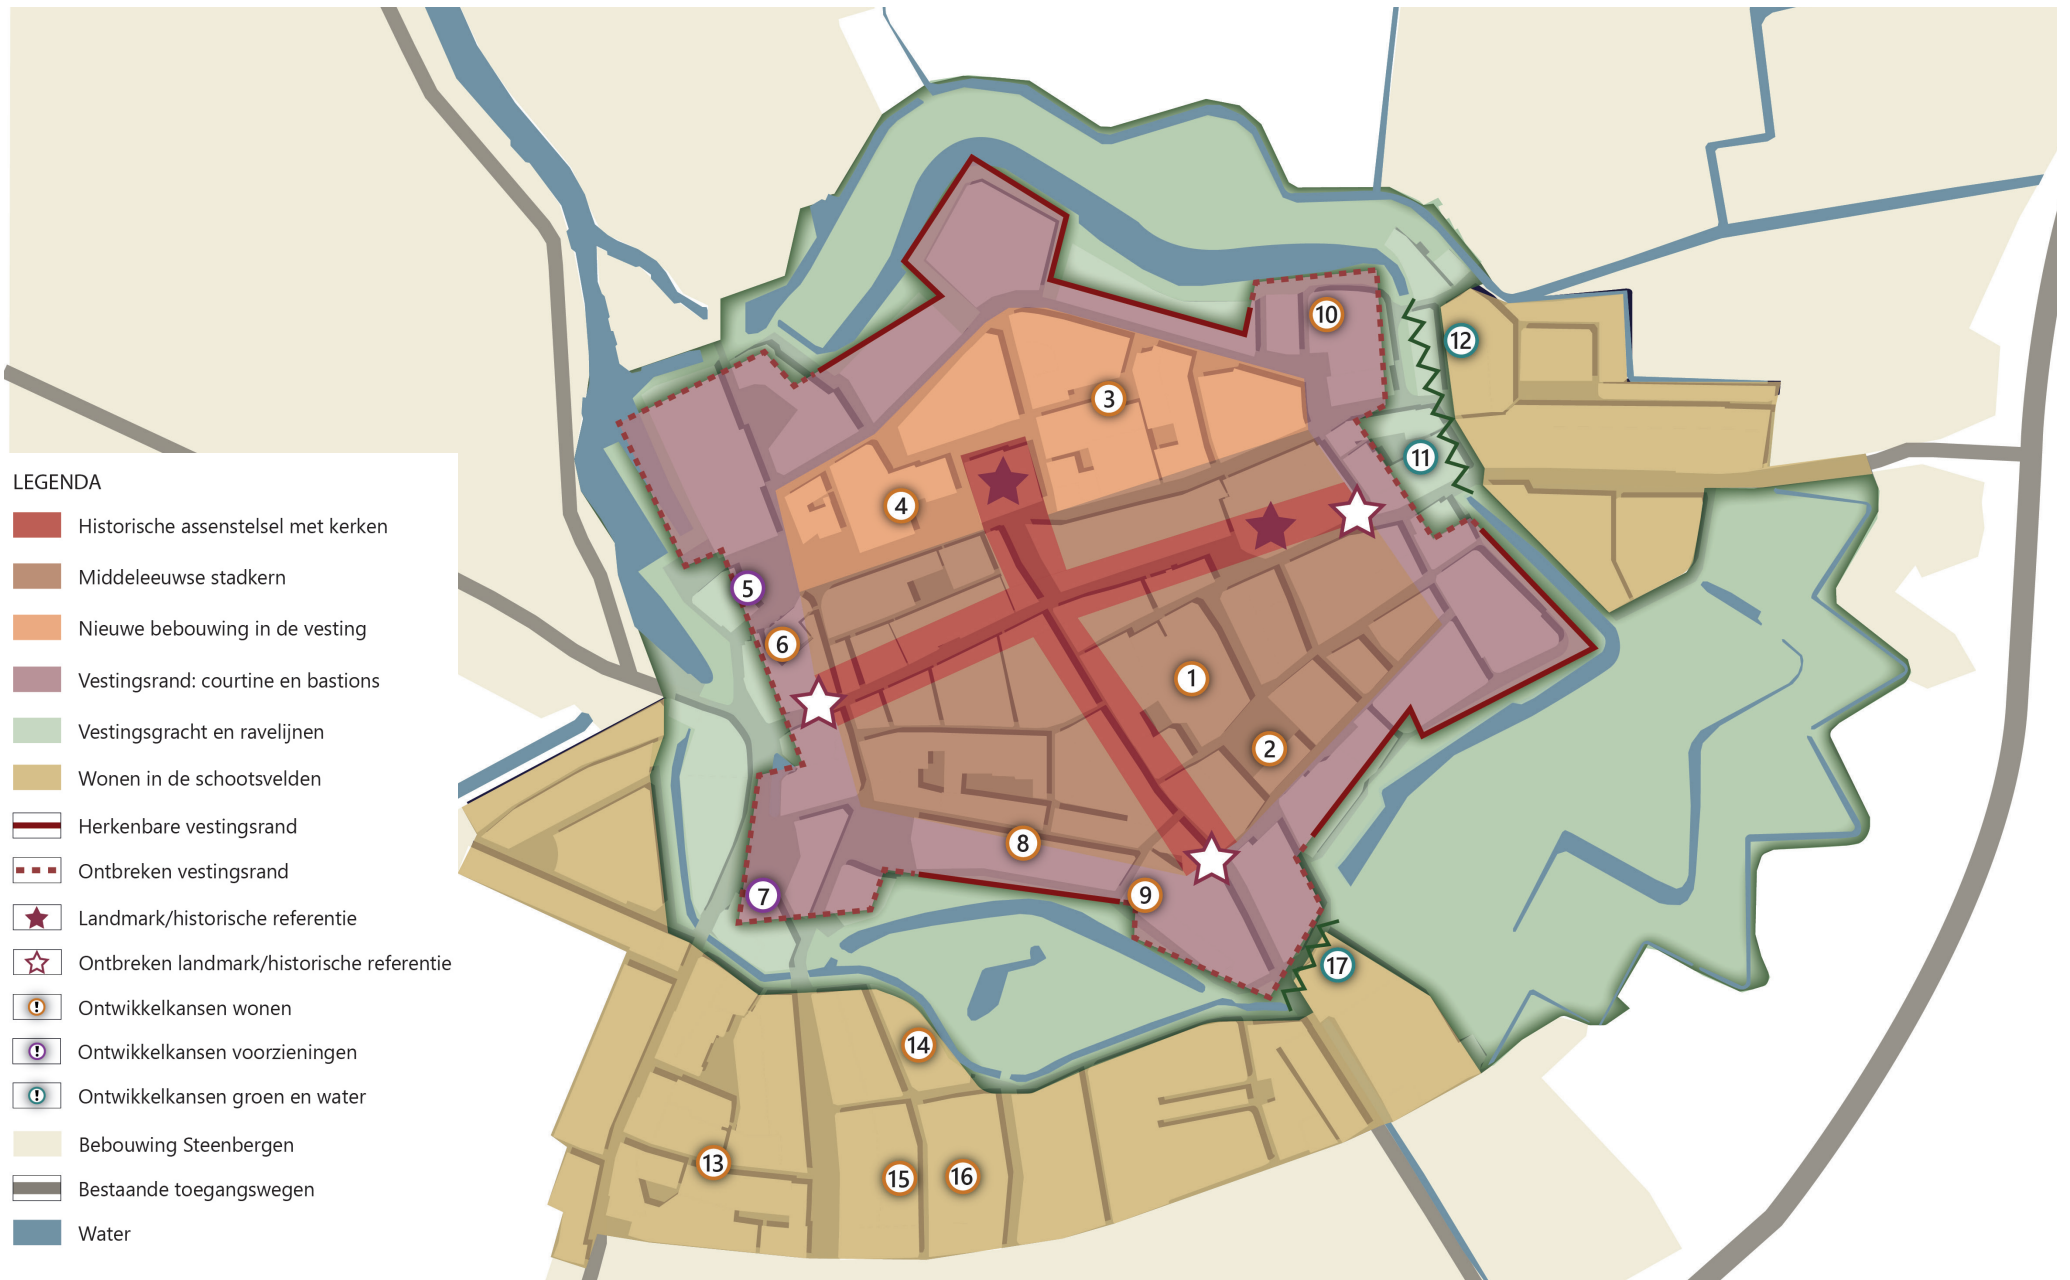 LEGENDA
Historische assenstelsel met kerken
Middeleeuwse stadkern
Nieuwe bebouwing in de vesting
Vestingsrand: courtine en bastions
Vestingsgracht en ravelijnen
Wonen in de schootsvelden
Herkenbare vestingsrand
Ontbreken vestingsrand
Landmark/historische referentie
Ontbreken landmark/historische referentie
! Ontwikkelkansen wonen
! Ontwikkelkansen voorzieningen
! Ontwikkelkansen groen en water
Bebouwing Steenbergen
Bestaande toegangswegen
Water
10
12
3
11
4
5
6
1
2
8
7
9
17
14
13
15
16